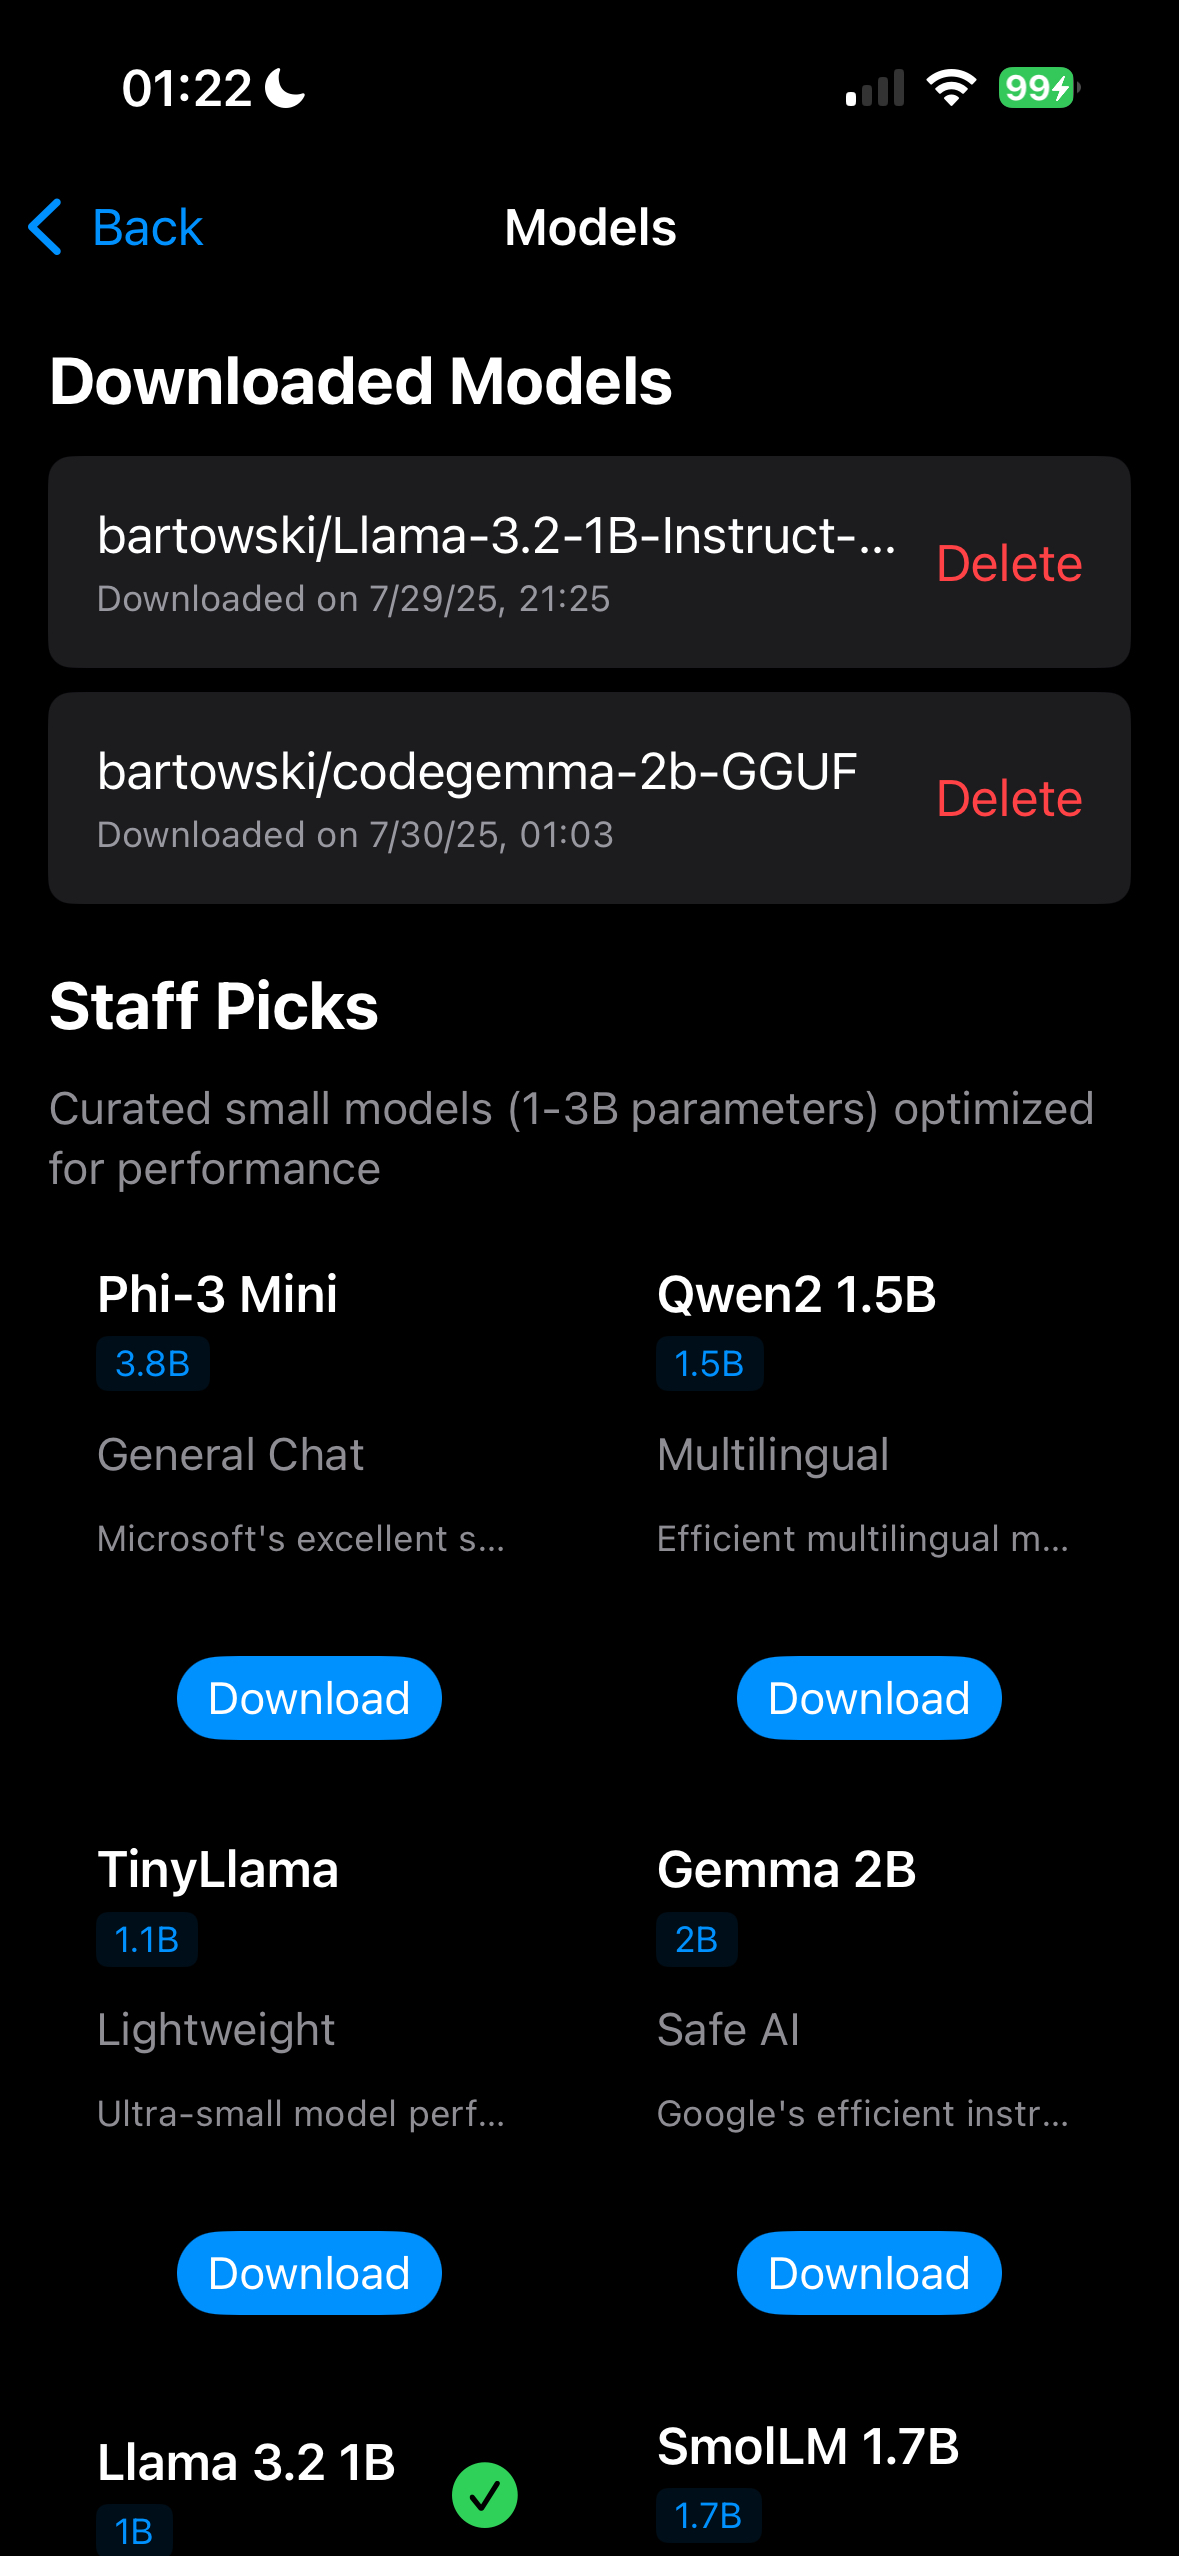 01:22
99
Back
Models
Downloaded Models
bartowski/Llama-3.2-1B-Instruct-...
Delete
Downloaded on 7/29/25, 21:25
bartowski/codegemma-2b-GGUF
Delete
Downloaded on 7/30/25, 01:03
Staff Picks
Curated small models (1-3B parameters) optimized
for performance
Phi-3 Mini
3.8B
General Chat
Microsoft's excellent s...
Download
Qwen2 1.5B
1.5B
Multilingual
Efficient multilingual m...
Download
TinyLlama
1.1B
Lightweight
Ultra-small model perf...
Download
Gemma 2B
2B
Safe AI
Google's efficient instr...
Download
Llama 3.2 1B
1B
SmolLM 1.7B
1.7B